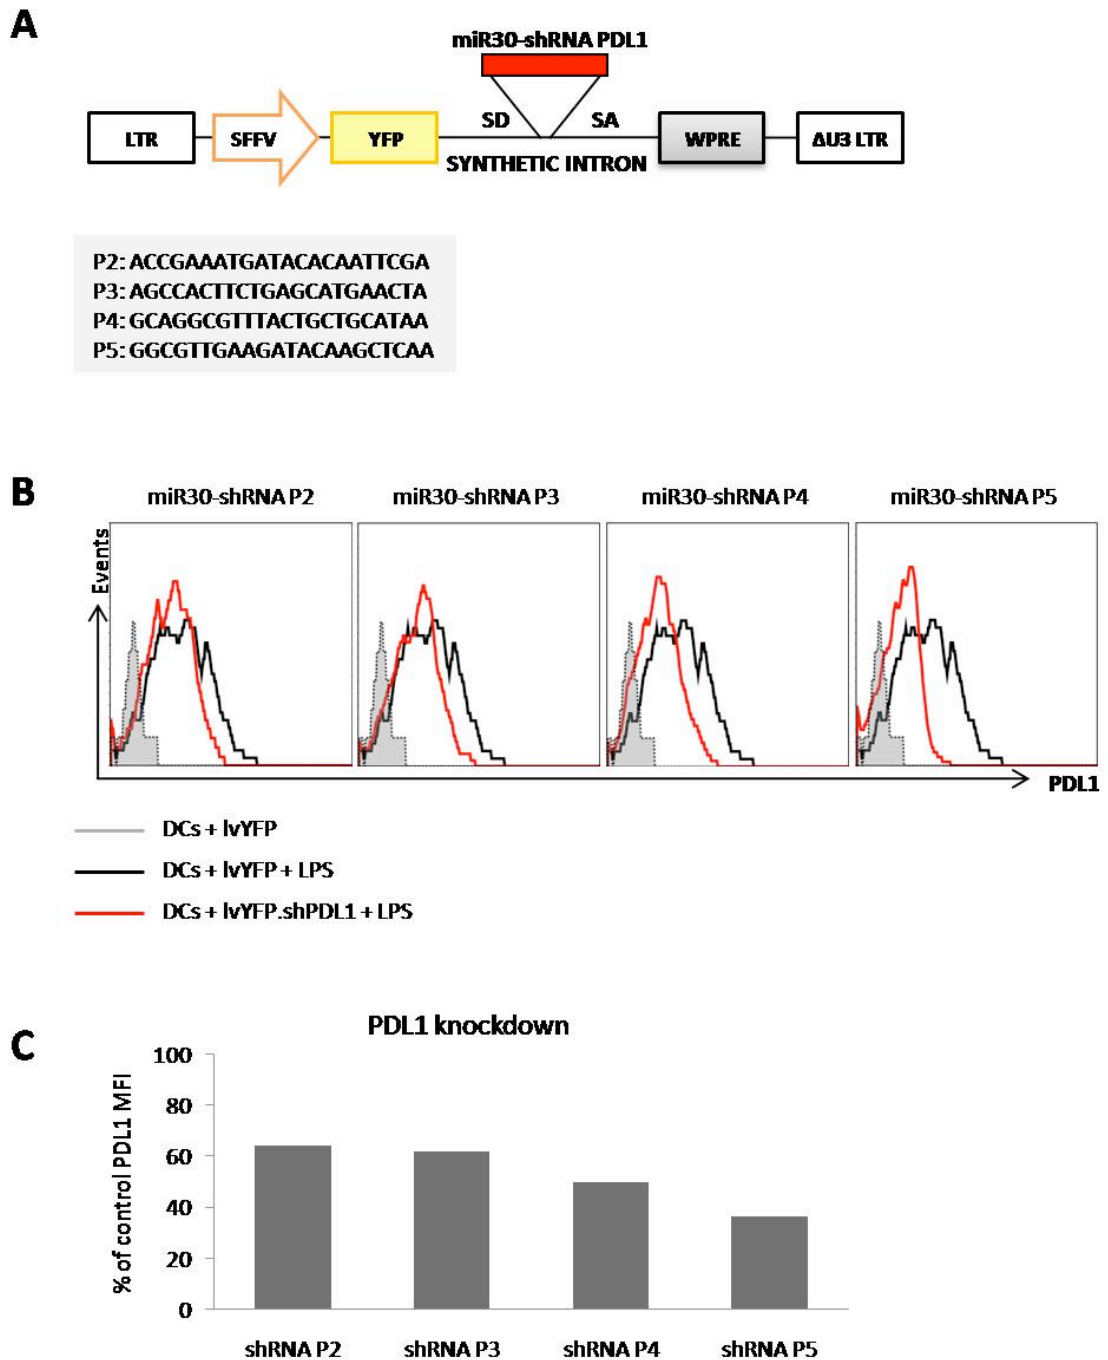 A
miR30-shRNA PDL1
SD
SA
LTR
SFFV
YFP
WPRE
ΔU3 LTR
SYNTHETIC INTRON
P2: ACCGAAATGATACACAATTCGA
P3: AGCCACTTCTGAGCATGAACTA
P4: GCAGGCGTTTACTGCTGCATAA
P5: GGCGTTGAAGATACAAGCTCAA
B
miR30-shRNA P2
miR30-shRNA P3
miR30-shRNA P4
miR30-shRNA P5
Events
PDL1
DCs + lvYFP
DCs + lvYFP + LPS
DCs + lvYFP.shPDL1 + LPS
C
PDL1 knockdown
% of control PDL1 MFI
100
80
60
40
20
0
shRNA P2
shRNA P3
shRNA P4
shRNA P5